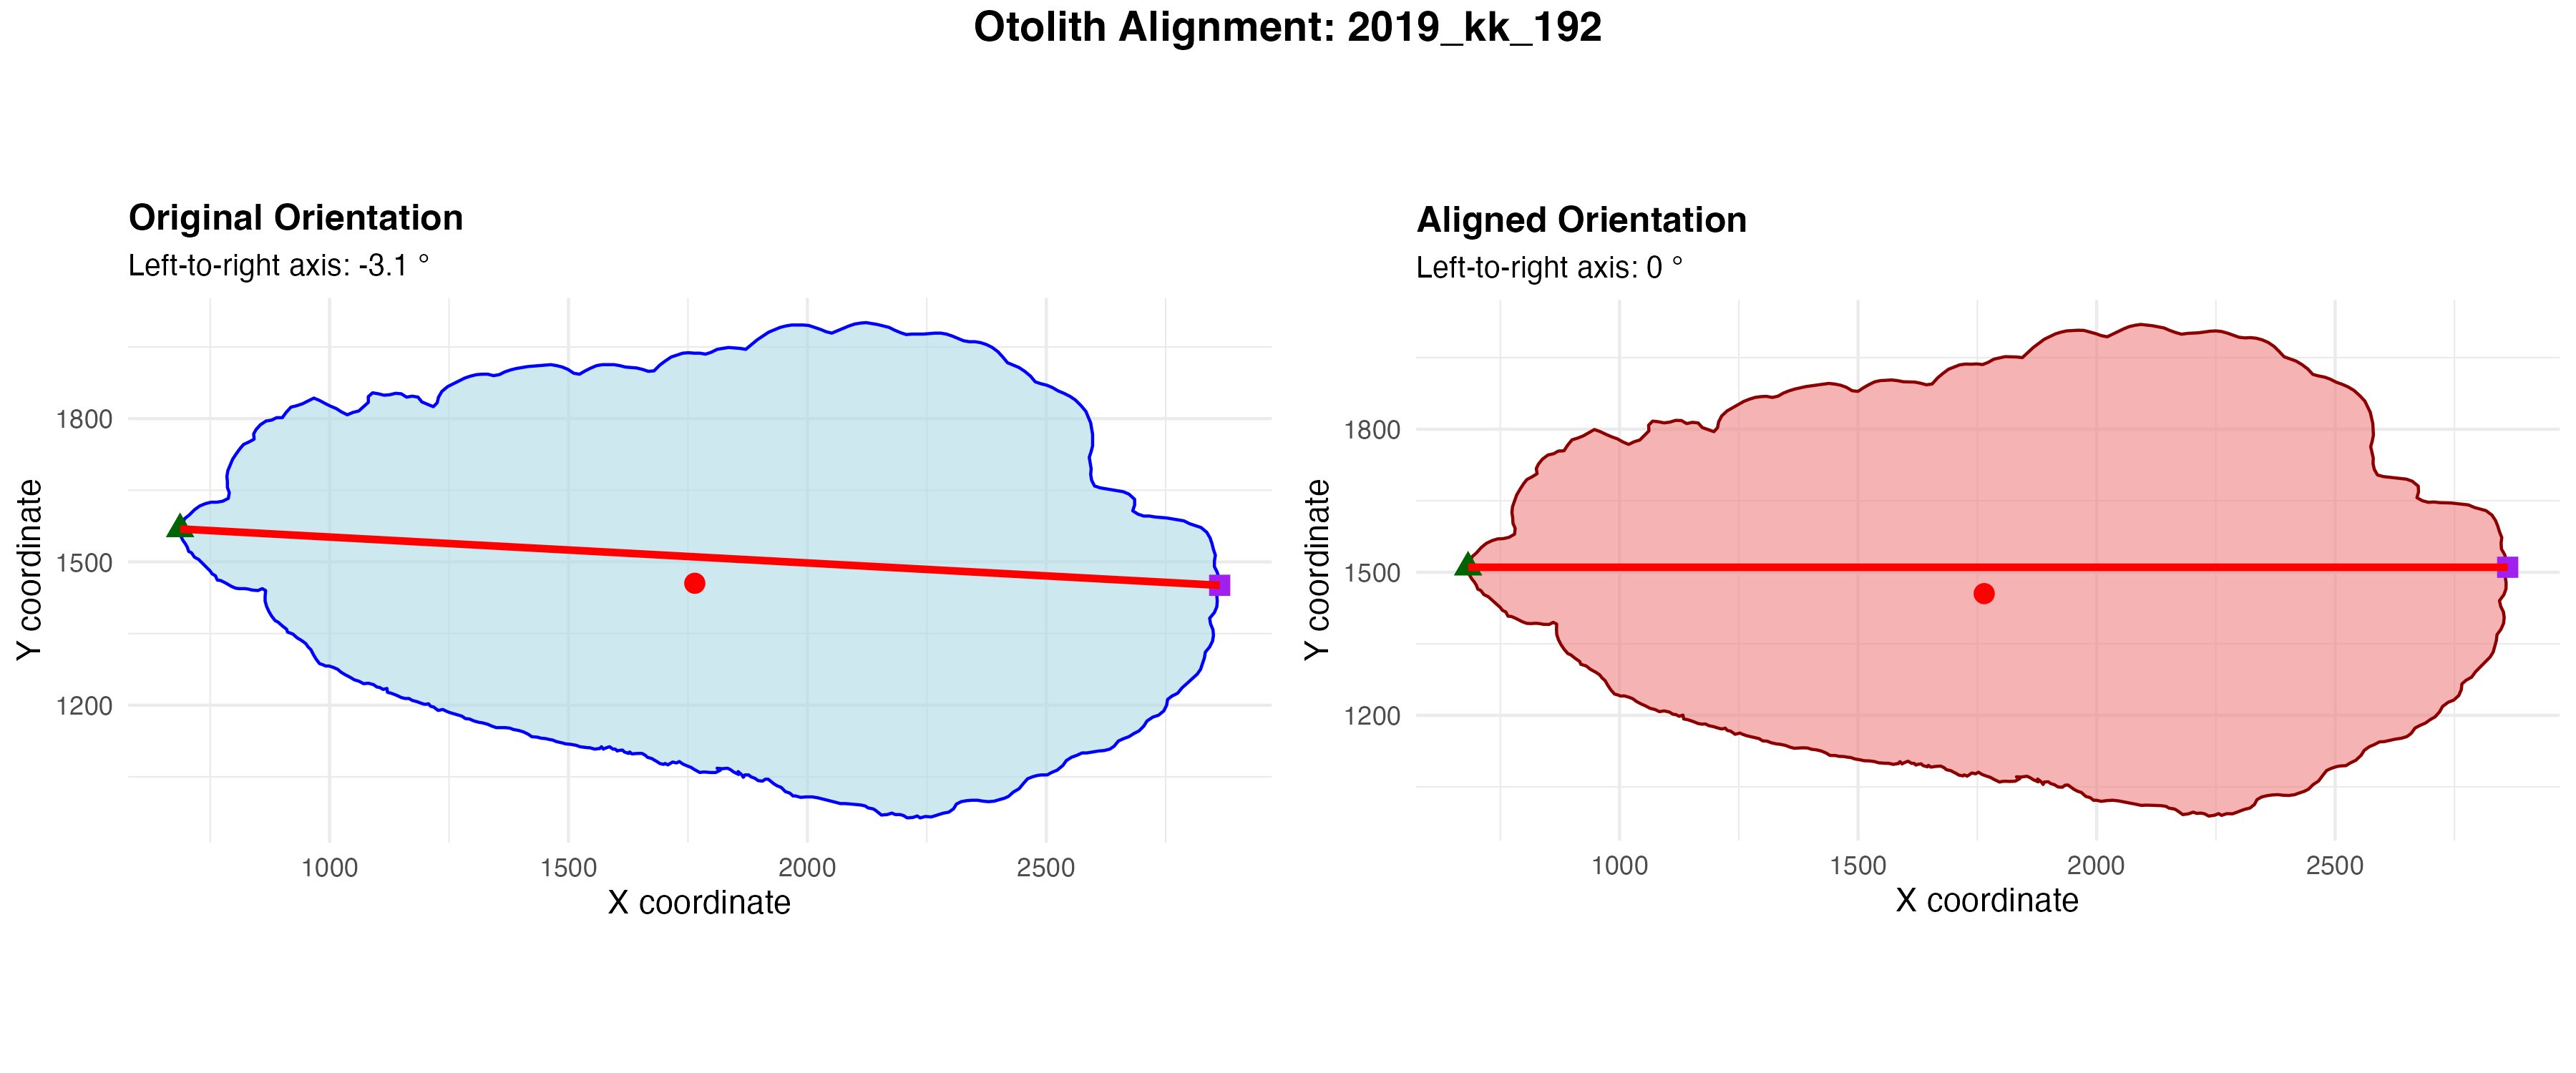 Otolith Alignment: 2019_kk_192
Original Orientation
Left-to-right axis: -3.1 °
Y coordinate
1800
1500
1200
1000 1500 2000 2500
X coordinate
Aligned Orientation
Left-to-right axis: 0 °
Y coordinate
1800
1500
1200
1000 1500 2000 2500
X coordinate